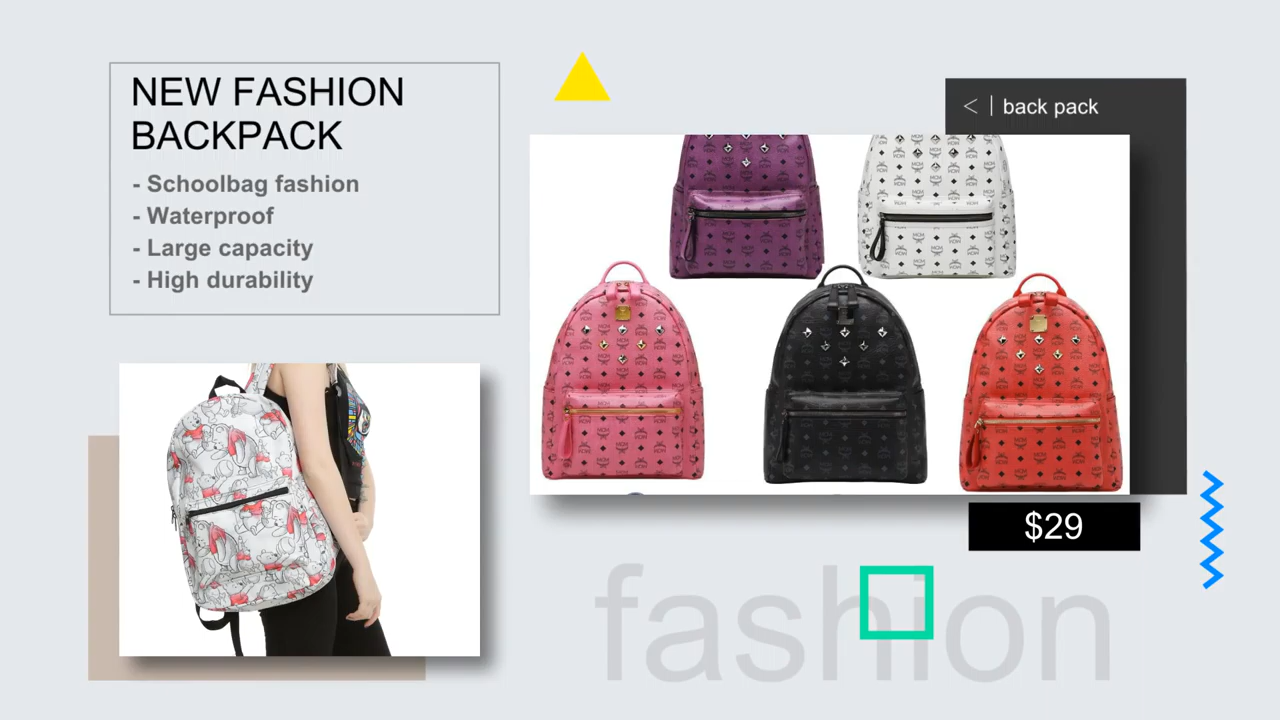 NEW FASHION
BACKPACK
- Schoolbag fashion
- Waterproof
- Large capacity
- High durability
< | back pack
$29
fashion